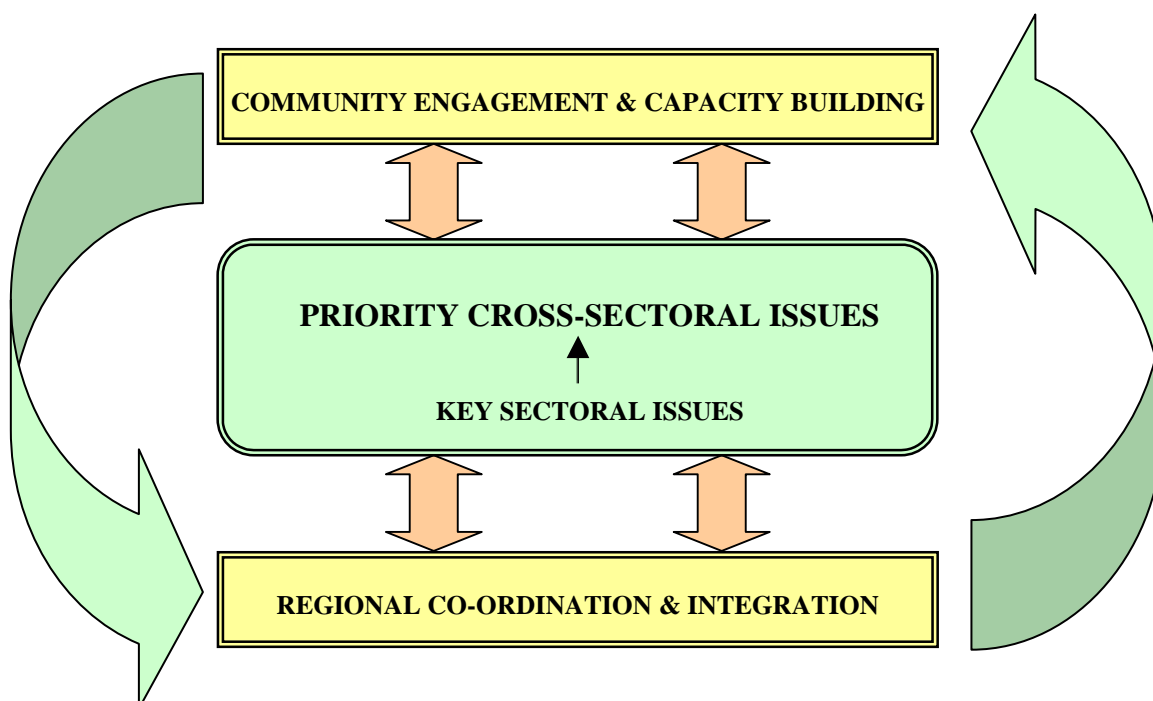 COMMUNITY ENGAGEMENT & CAPACITY BUILDING
PRIORITY CROSS-SECTORAL ISSUES
KEY SECTORAL ISSUES
REGIONAL CO-ORDINATION & INTEGRATION